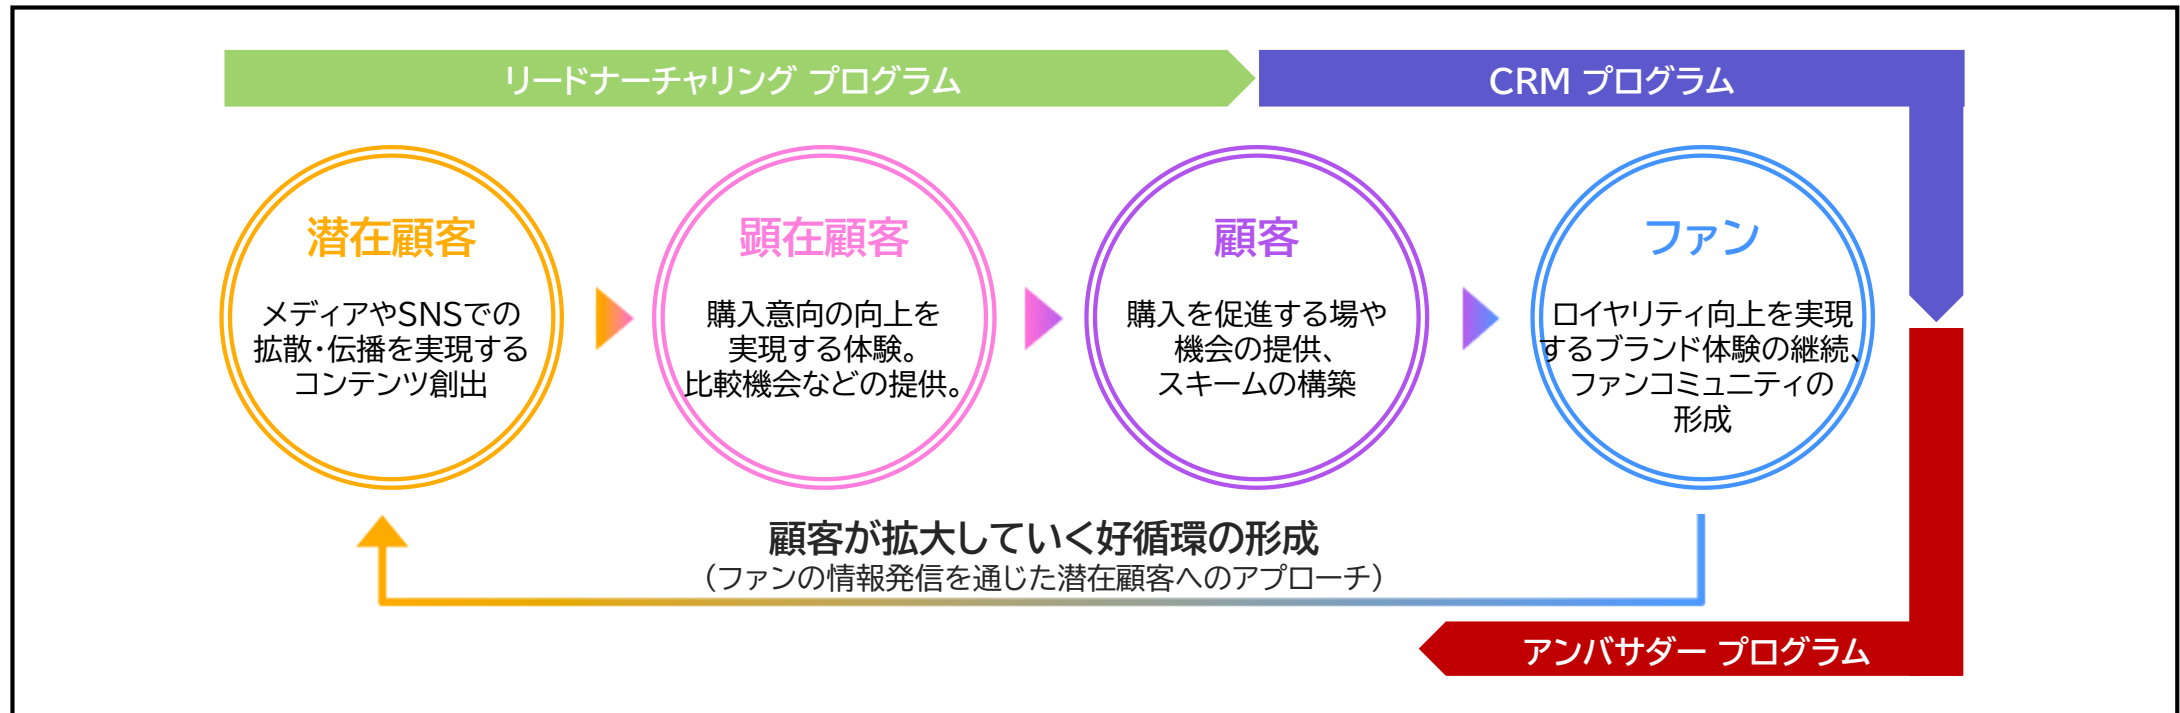 リードナーチャリング プログラム
CRM プログラム
潜在顧客
メディアやSNSでの
拡散・伝播を実現する
コンテンツ創出
顕在顧客
購入意向の向上を
実現する体験。
比較機会などの提供。
顧客
購入を促進する場や
機会の提供、
スキームの構築
ファン
ロイヤリティ向上を実現
するブランド体験の継続、
ファンコミュニティの
形成
顧客が拡大していく好循環の形成
（ファンの情報発信を通じた潜在顧客へのアプローチ）
アンバサダー プログラム